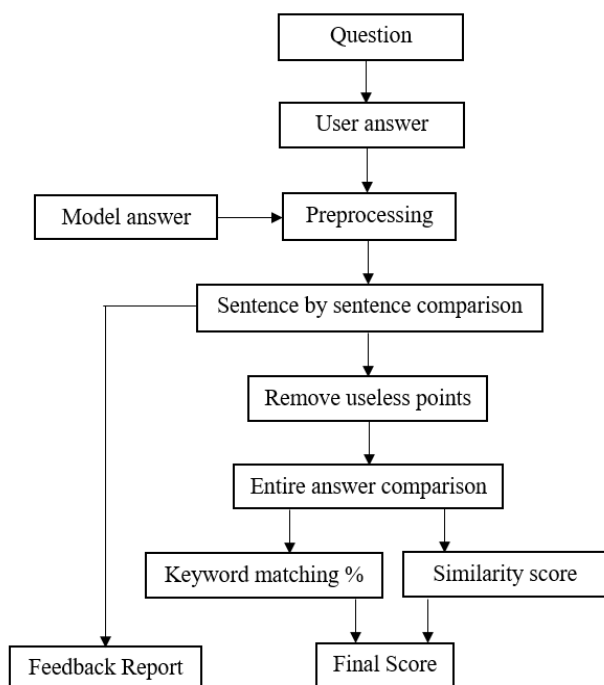 Question
User answer
Model answer
Preprocessing
Sentence by sentence comparison
Remove useless points
Entire answer comparison
Keyword matching %
Similarity score
Feedback Report
Final Score